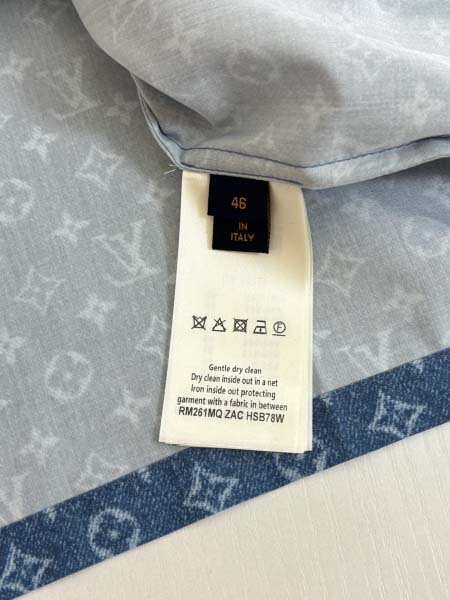 46
IN
ITALY
Gentle dry clean
Dry clean inside out in a net
Iron inside out protecting
garment with a fabric in between
RM261MQ ZAC HSB78W